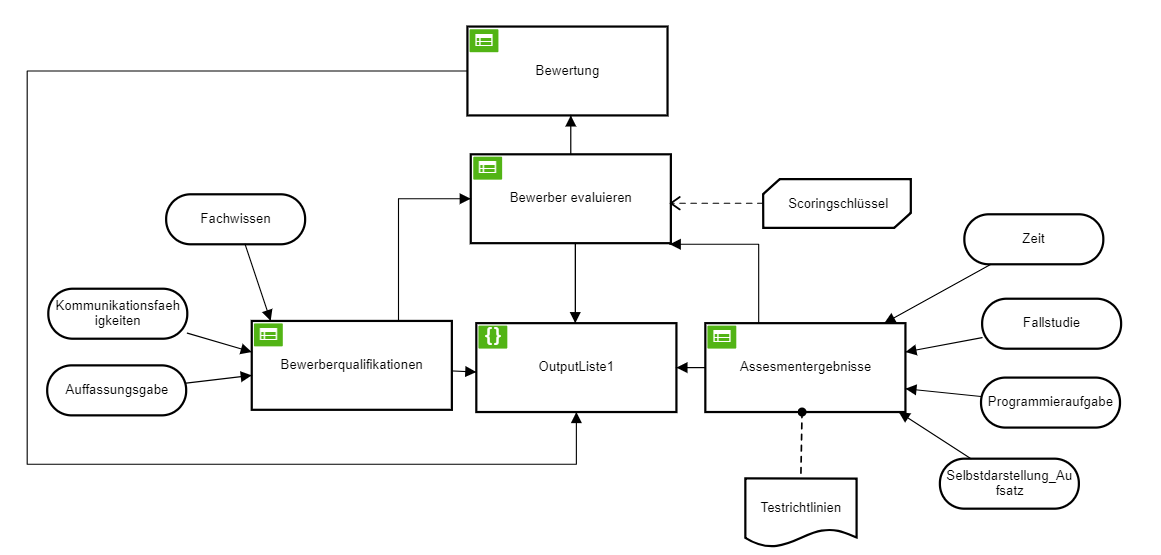 Bewertung
Bewerber evaluieren
Scoringschlüssel
Fachwissen
Zeit
Kommunikationsfaeh
igkeiten
Fallstudie
Bewerberqualifikationen
{}
OutputListe1
Assesmentergebnisse
Auffassungsgabe
Programmieraufgabe
Selbstdarstellung_Au
fsatz
Testrichtlinien